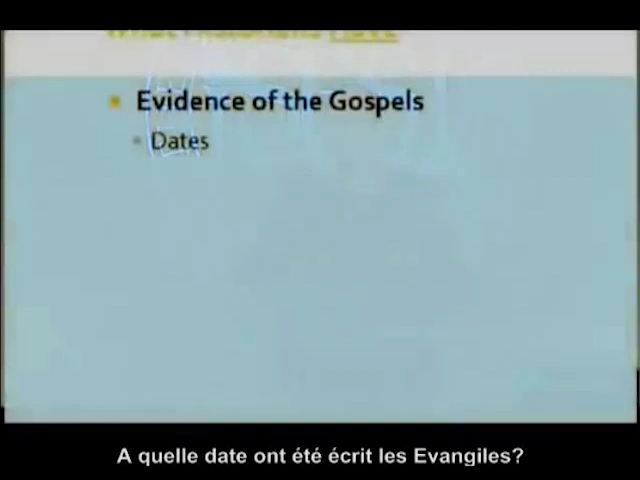 Evidence of the Gospels
Dates
A quelle date ont été écrit les Evangiles?